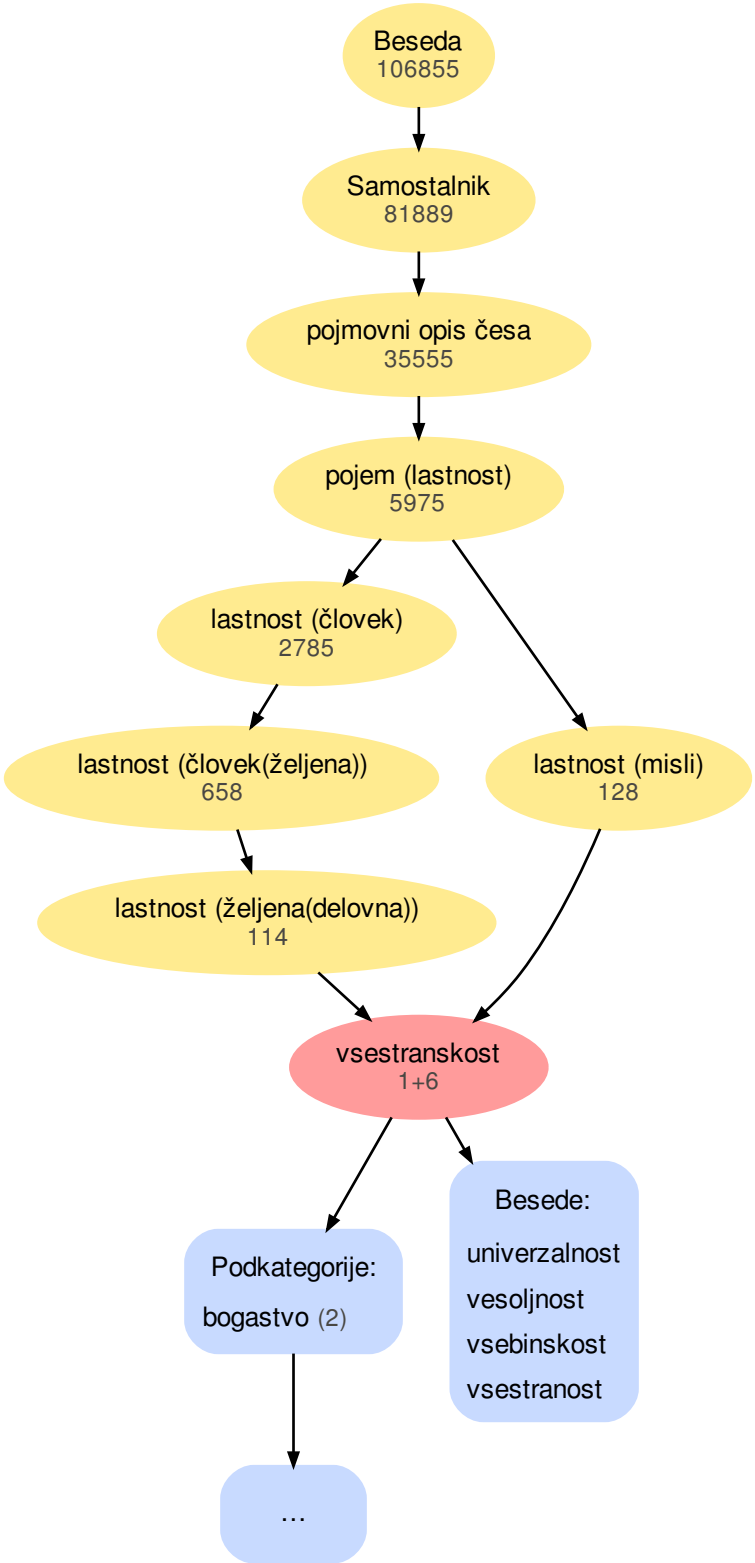 Beseda
106855
Samostalnik
81889
pojmovni opis česa
35555
pojem (lastnost)
5975
lastnost (človek)
2785
lastnost (človek(željena))
658
lastnost (misli)
128
lastnost (željena(delovna))
114
vsestranskost
1+6
Podkategorije:
bogastvo (2)
...
Besede:
univerzalnost
vesoljnost
vsebinskost
vsestranost